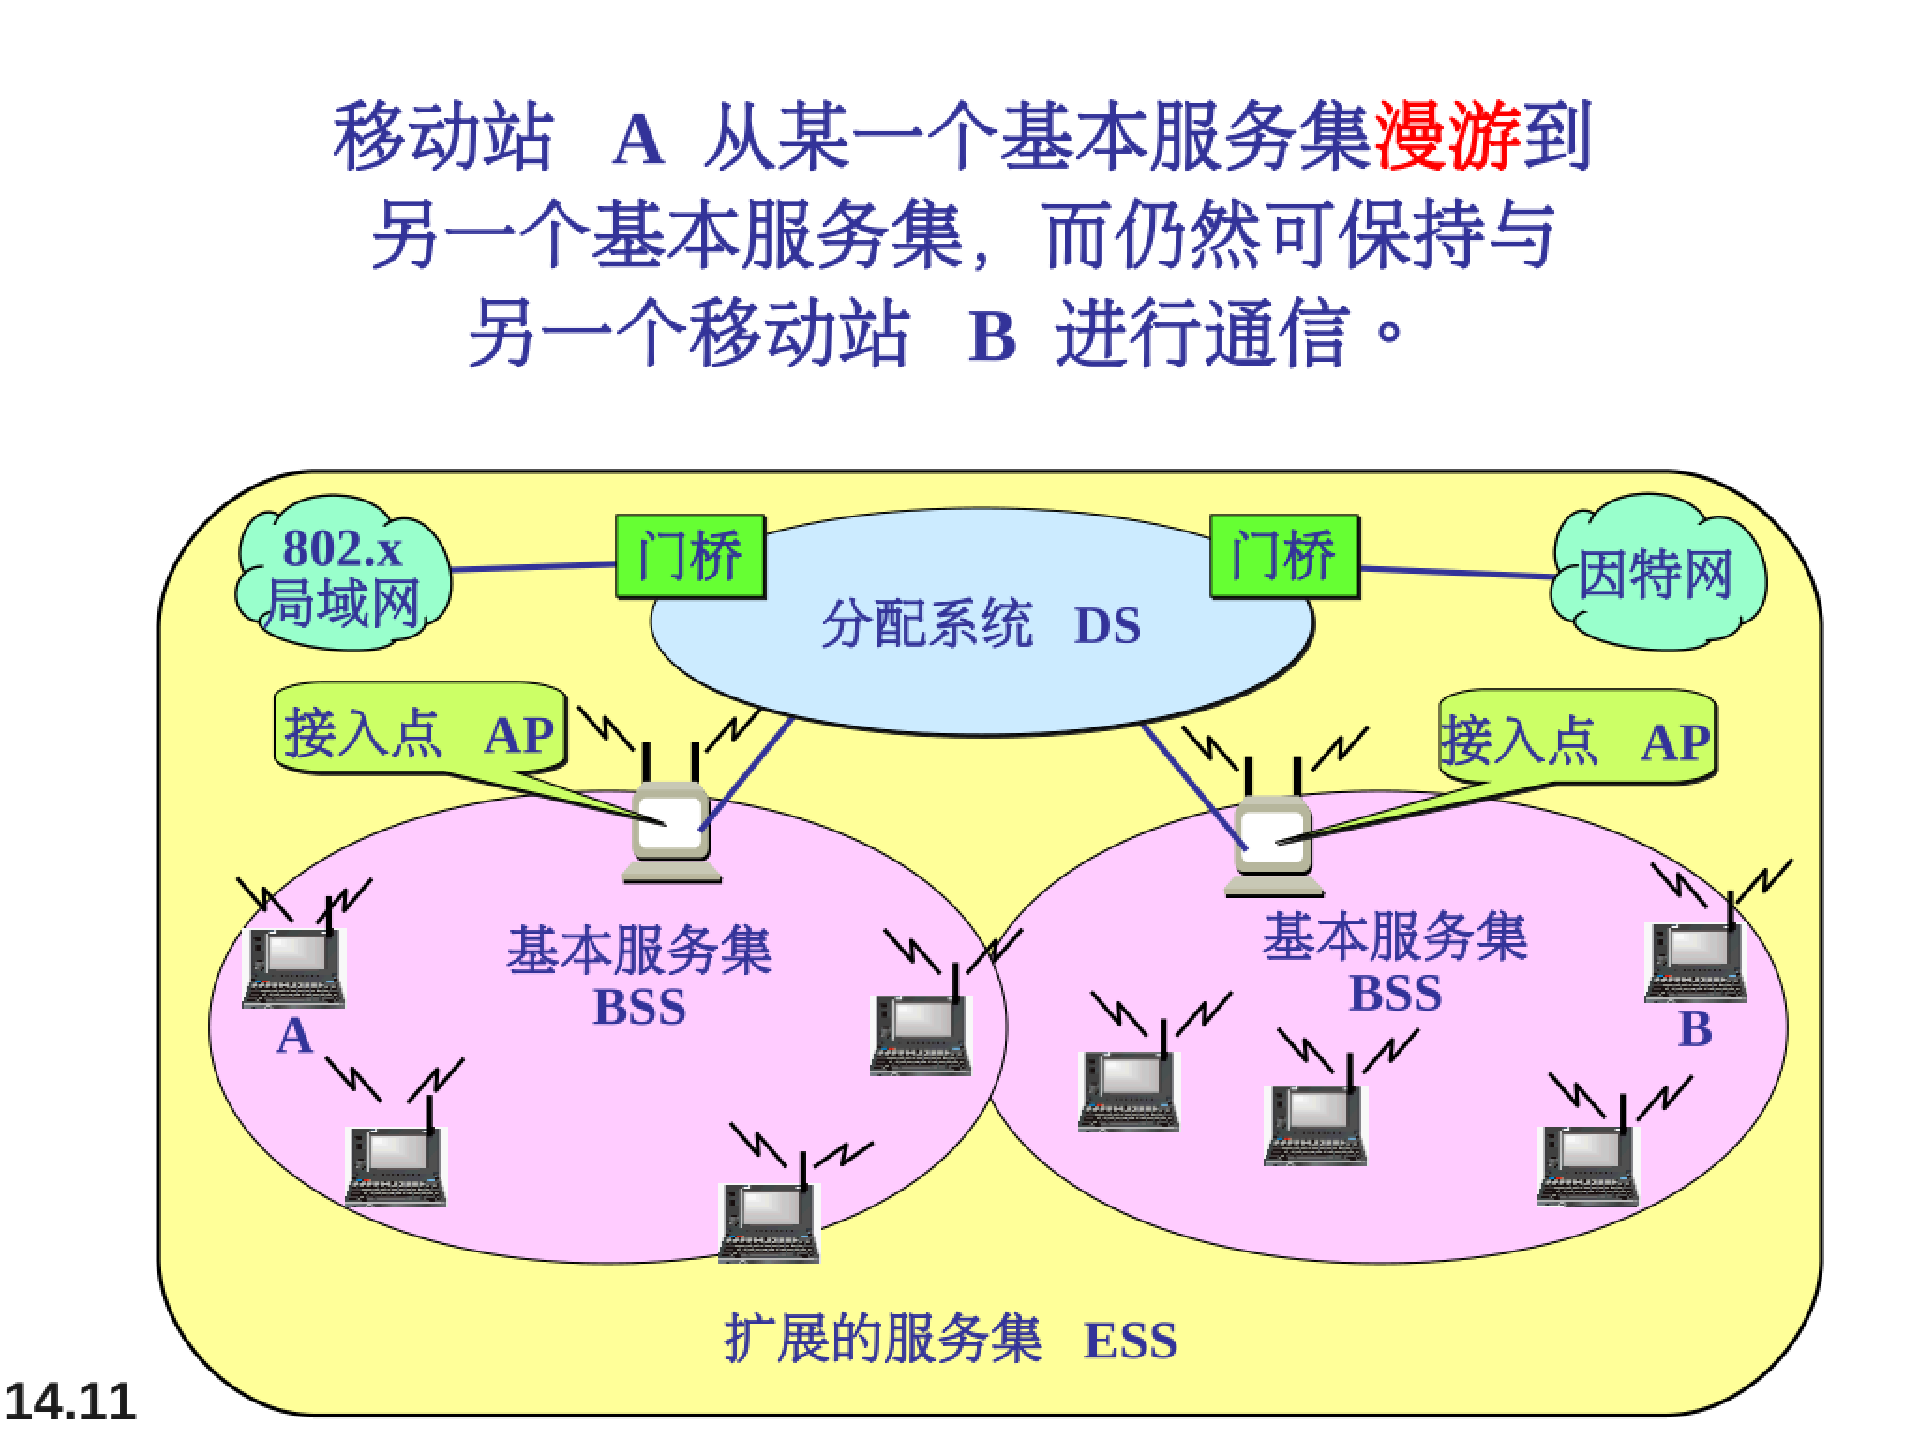 移动站 A 从某一个基本服务集漫游到
另一个基本服务集，而仍然可保持与
另一个移动站 B 进行通信。
802.x
局域网
门桥
门桥
因特网
分配系统 DS
接入点 AP
接入点 AP
基本服务集
BSS
基本服务集
BSS
A
B
扩展的服务集 ESS
14.11